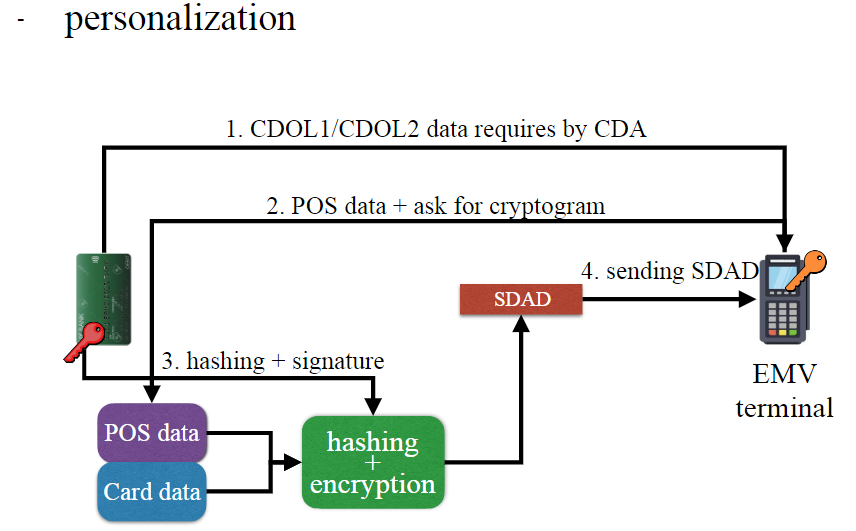 - personalization
1. CDOL1/CDOL2 data requires by CDA
2. POS data + ask for cryptogram
4. sending SDAD
SDAD
3. hashing + signature
EMV
terminal
POS data
Card data
hashing
+
encryption